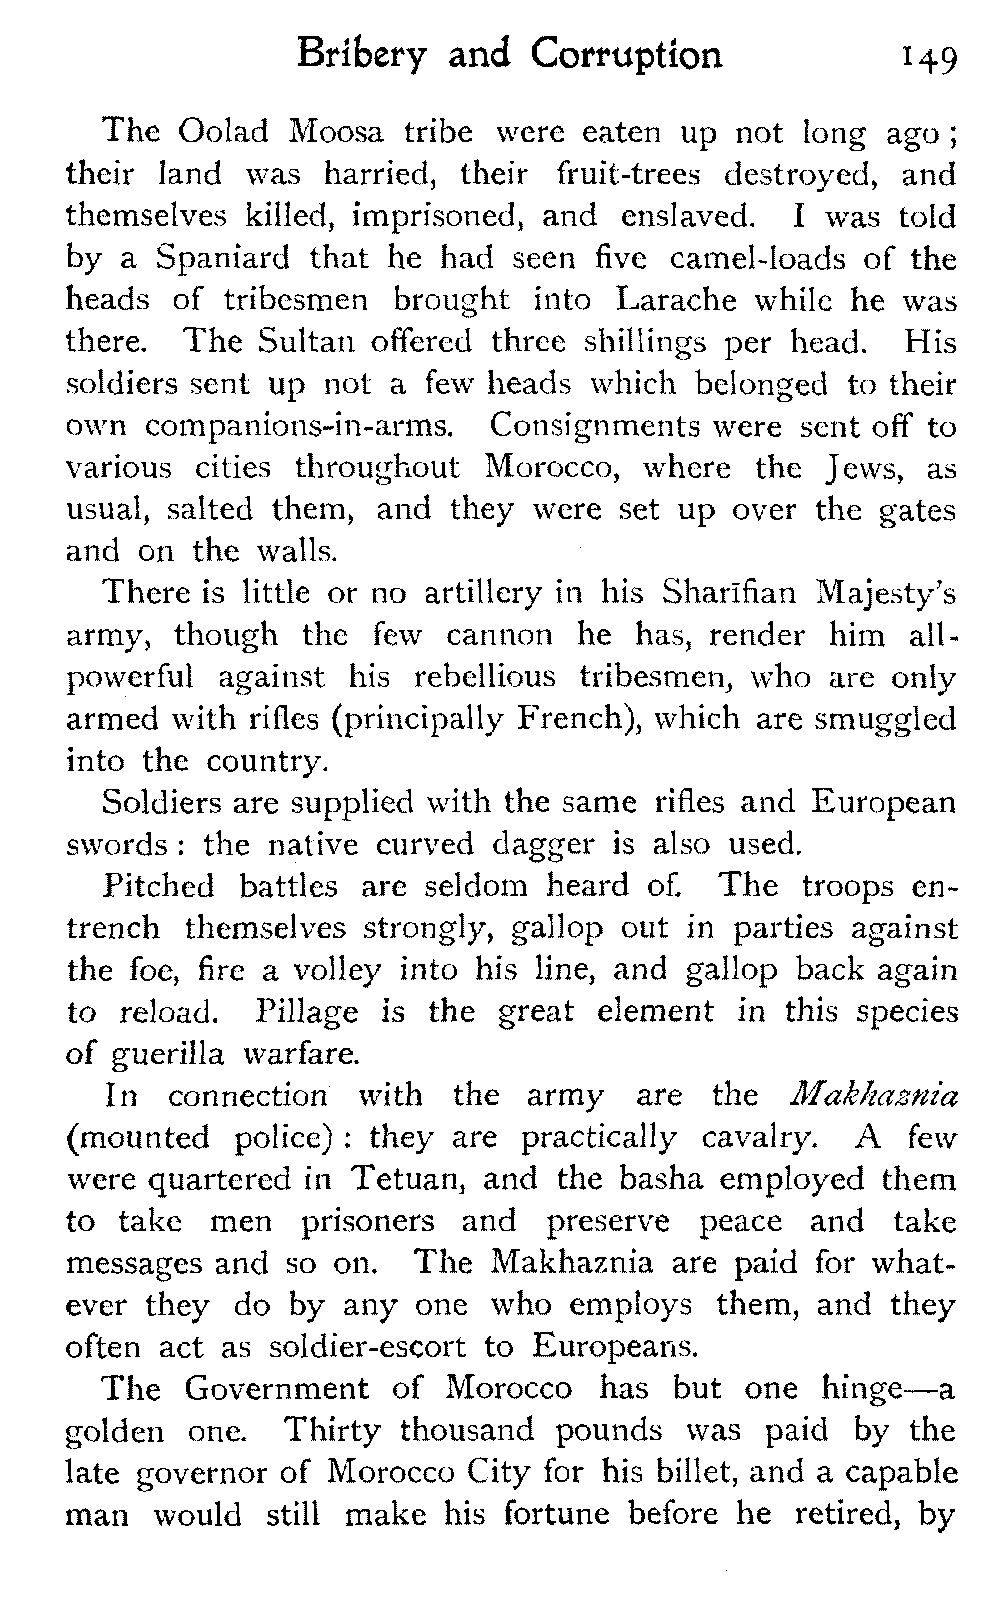 Bribery and Corruption 149
The Oolad Moosa tribe were eaten up not long ago ;
their land was harried, their fruit-trees destroyed, and
themselves killed, imprisoned, and enslaved. I was told
by a Spaniard that he had seen five camel-loads of the
heads of tribesmen brought into Larache while he was
there. The Sultan offered three shillings per head. His
soldiers sent up not a few heads which belonged to their
own companions-in-arms. Consignments were sent off to
various cities throughout Morocco, where the Jews, as
usual, salted them, and they were set up over the gates
and on the walls.
There is little or no artillery in his Sharīfian Majesty's
army, though the few cannon he has, render him all-
powerful against his rebellious tribesmen, who are only
armed with rifles (principally French), which are smuggled
into the country.
Soldiers are supplied with the same rifles and European
swords : the native curved dagger is also used.
Pitched battles are seldom heard of. The troops en-
trench themselves strongly, gallop out in parties against
the foe, fire a volley into his line, and gallop back again
to reload. Pillage is the great element in this species
of guerilla warfare.
In connection with the army are the Makhaznia
(mounted police) : they are practically cavalry. A few
were quartered in Tetuan, and the basha employed them
to take men prisoners and preserve peace and take
messages and so on. The Makhaznia are paid for what-
ever they do by any one who employs them, and they
often act as soldier-escort to Europeans.
The Government of Morocco has but one hinge—a
golden one. Thirty thousand pounds was paid by the
late governor of Morocco City for his billet, and a capable
man would still make his fortune before he retired, by